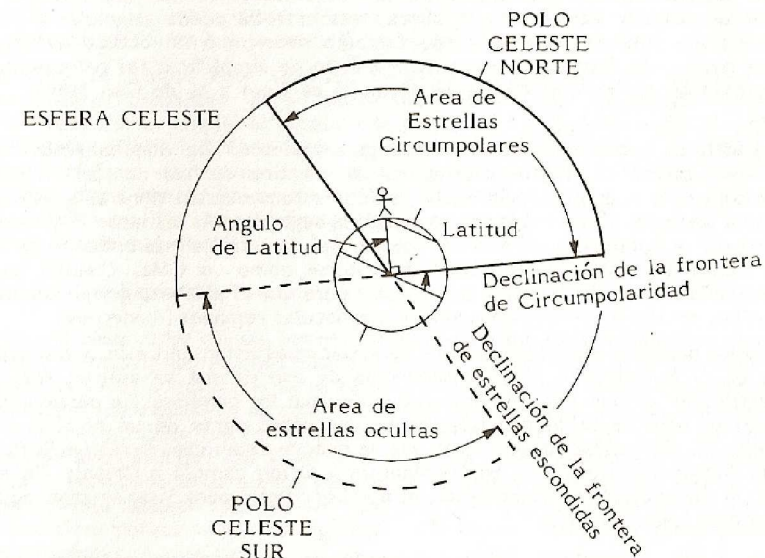 POLO
CELESTE
NORTE
ESFERA CELESTE
Area de
Estrellas
Circumpolares
Angulo
de Latitud
Latitud
Declinación de la frontera
de Circumpolaridad
Declinación de la frontera
de estrellas escondidas
Area de
estrellas ocultas
POLO
CELESTE
SUR